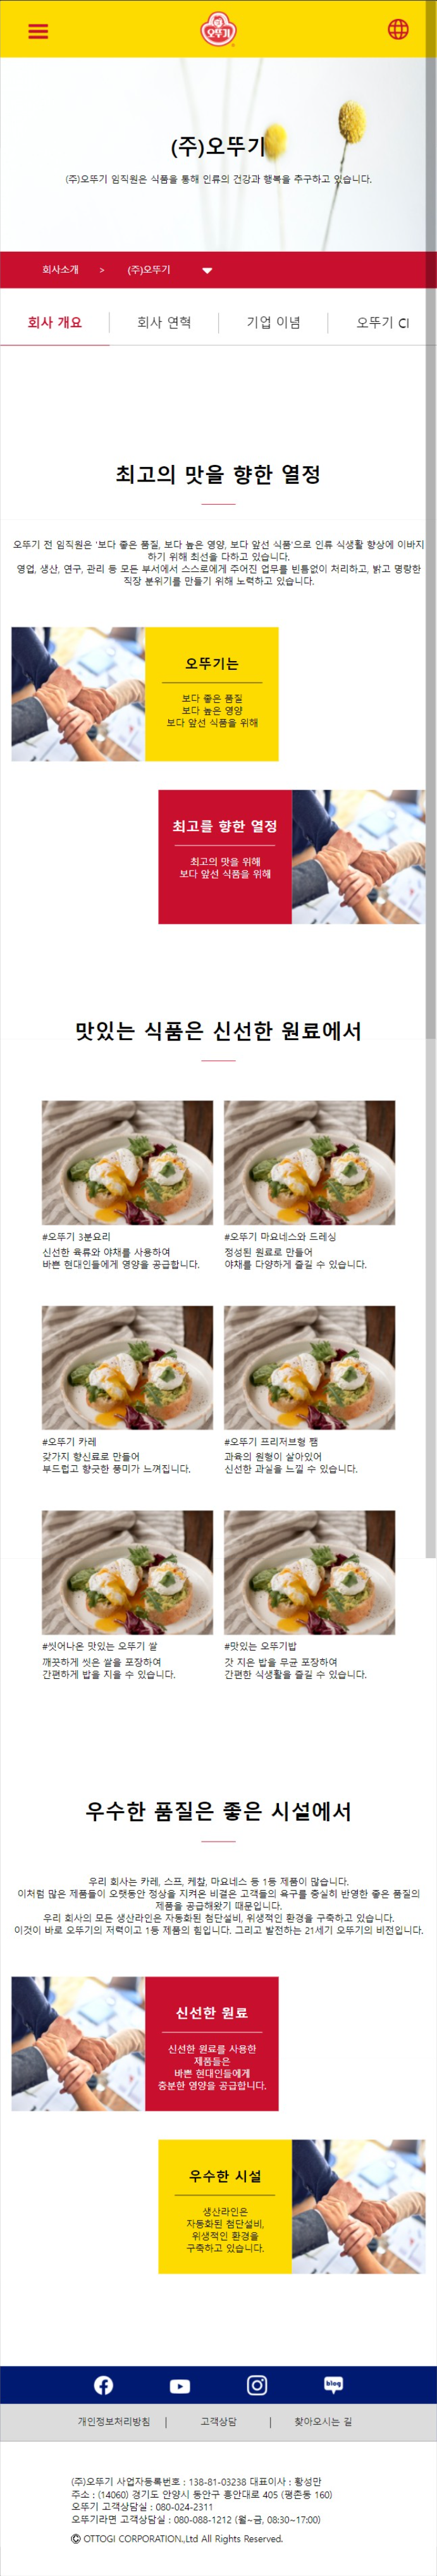 오뚜기
(주)오뚜기
(주)오뚜기 임직원은 식품을 통해 인류의 건강과 행복을 추구하고 있습니다.
회사소개 > (주)오뚜기
회사 개요 회사 연혁 기업 이념 오뚜기 CI
최고의 맛을 향한 열정
오뚜기 전 임직원은 '보다 좋은 품질, 보다 높은 영양, 보다 앞선 식품'으로 인류 식생활 향상에 이바지
하기 위해 최선을 다하고 있습니다.
영업, 생산, 연구, 관리 등 모든 부서에서 스스로에게 주어진 업무를 빈틈없이 처리하고, 밝고 명랑한
직장 분위기를 만들기 위해 노력하고 있습니다.
오뚜기는
보다 좋은 품질
보다 높은 영양
보다 앞선 식품을 위해
최고를 향한 열정
최고의 맛을 위해
보다 앞선 식품을 위해
맛있는 식품은 신선한 원료에서
#오뚜기 3분요리
신선한 육류와 야채를 사용하여
바쁜 현대인들에게 영양을 공급합니다.
#오뚜기 마요네스와 드레싱
정성된 원료로 만들어
야채를 다양하게 즐길 수 있습니다.
#오뚜기 카레
갖가지 향신료로 만들어
부드럽고 향긋한 풍미가 느껴집니다.
#오뚜기 프리저브형 쨈
과육의 원형이 살아있어
신선한 과실을 느낄 수 있습니다.
#씻어나온 맛있는 오뚜기 쌀
깨끗하게 씻은 쌀을 포장하여
간편하게 밥을 지을 수 있습니다.
#맛있는 오뚜기밥
갓 지은 밥을 무균 포장하여
간편한 식생활을 즐길 수 있습니다.
우수한 품질은 좋은 시설에서
우리 회사는 카레, 스프, 케챂, 마요네스 등 1등 제품이 많습니다.
이처럼 많은 제품들이 오랫동안 정상을 지켜온 비결은 고객들의 욕구를 충실히 반영한 좋은 품질의
제품을 공급해왔기 때문입니다.
우리 회사의 모든 생산라인은 자동화된 첨단설비, 위생적인 환경을 구축하고 있습니다.
이것이 바로 오뚜기의 저력이고 1등 제품의 힘입니다. 그리고 발전하는 21세기 오뚜기의 비전입니다.
신선한 원료
신선한 원료를 사용한
제품들은
바쁜 현대인들에게
충분한 영양을 공급합니다.
우수한 시설
생산라인은
자동화된 첨단설비,
위생적인 환경을
구축하고 있습니다.
blog
개인정보처리방침 | 고객상담 | 찾아오시는 길
(주)오뚜기 사업자등록번호 : 138-81-03238 대표이사 : 황성만
주소 : (14060) 경기도 안양시 동안구 흥안대로 405 (평촌동 160)
오뚜기 고객상담실 : 080-024-2311
오뚜기라면 고객상담실 : 080-088-1212 (월~금, 08:30~17:00)
© OTTOGI CORPORATION.,Ltd All Rights Reserved.